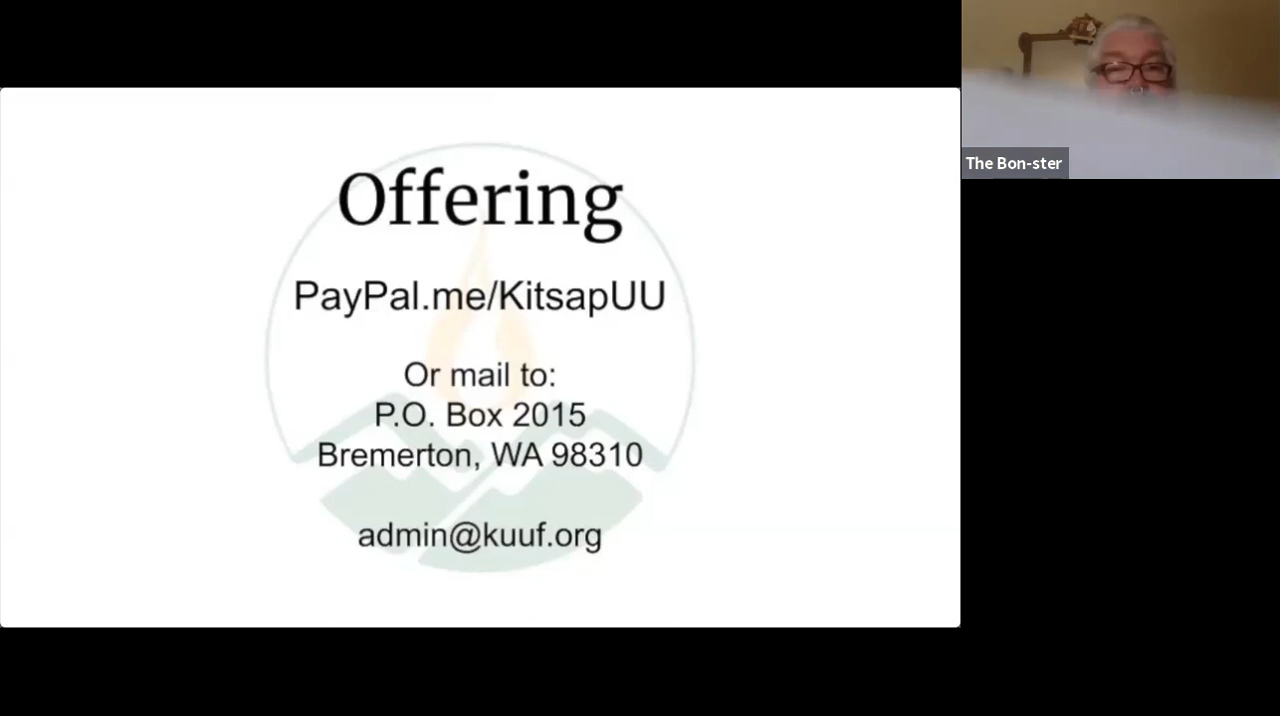 Offering
PayPal.me/KitsapUU
Or mail to:
P.O. Box 2015
Bremerton, WA 98310
admin@kuuf.org
The Bon-ster